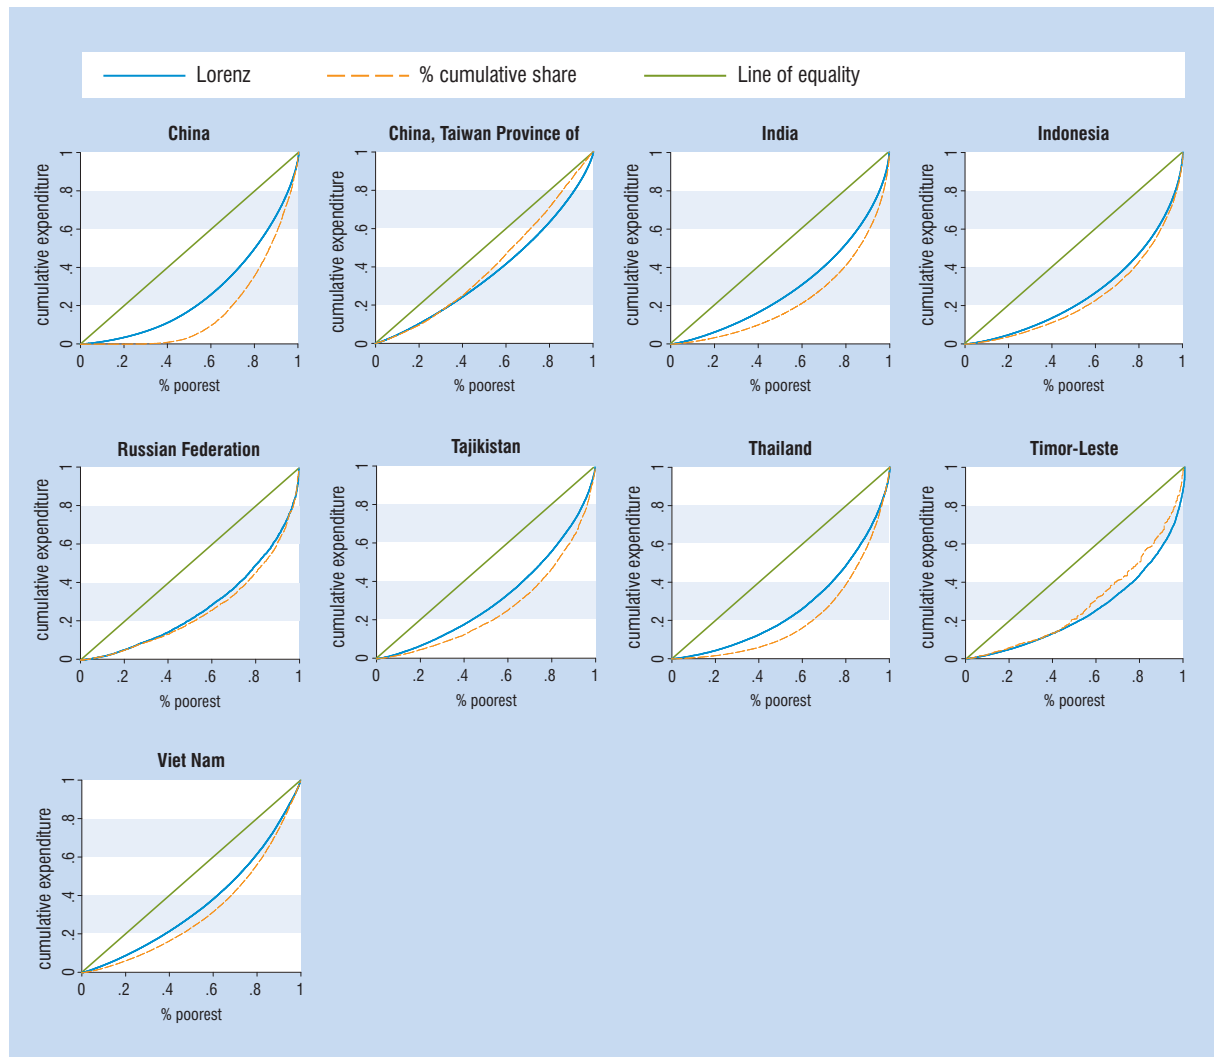 Lorenz
% cumulative share
Line of equality
China
cumulative expenditure
0 .2 .4 .6 .8 1
0 .2 .4 .6 .8 1
% poorest
China, Taiwan Province of
cumulative expenditure
0 .2 .4 .6 .8 1
0 .2 .4 .6 .8 1
% poorest
India
cumulative expenditure
0 .2 .4 .6 .8 1
0 .2 .4 .6 .8 1
% poorest
Indonesia
cumulative expenditure
0 .2 .4 .6 .8 1
0 .2 .4 .6 .8 1
% poorest
Russian Federation
cumulative expenditure
0 .2 .4 .6 .8 1
0 .2 .4 .6 .8 1
% poorest
Tajikistan
cumulative expenditure
0 .2 .4 .6 .8 1
0 .2 .4 .6 .8 1
% poorest
Thailand
cumulative expenditure
0 .2 .4 .6 .8 1
0 .2 .4 .6 .8 1
% poorest
Timor-Leste
cumulative expenditure
0 .2 .4 .6 .8 1
0 .2 .4 .6 .8 1
% poorest
Viet Nam
cumulative expenditure
0 .2 .4 .6 .8 1
0 .2 .4 .6 .8 1
% poorest